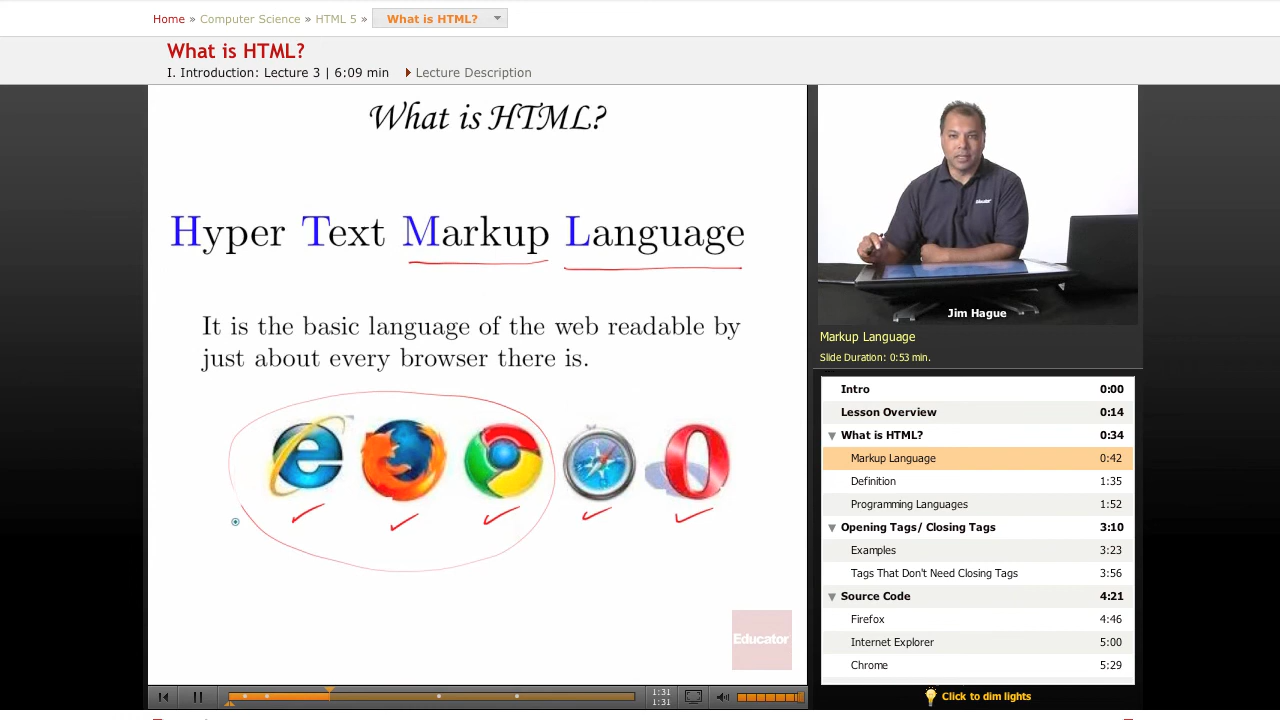 Home » Computer Science » HTML 5 » What is HTML?
What is HTML?
I. Introduction: Lecture 3 | 6:09 min Lecture Description
What is HTML?
Hyper Text Markup Language
It is the basic language of the web readable by
just about every browser there is.
Educator
1:31
1:31
Jim Hague
Markup Language
Slide Duration: 0:53 min.
Intro 0:00
Lesson Overview 0:14
What is HTML? 0:34
Markup Language 0:42
Definition 1:35
Programming Languages 1:52
Opening Tags/ Closing Tags 3:10
Examples 3:23
Tags That Don't Need Closing Tags 3:56
Source Code 4:21
Firefox 4:46
Internet Explorer 5:00
Chrome 5:29
Click to dim lights